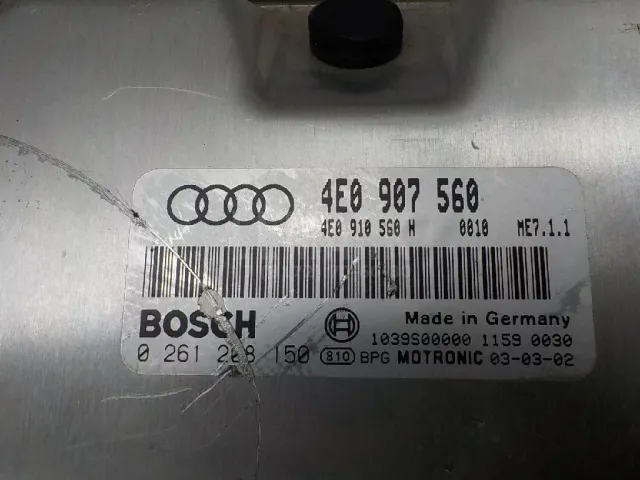 4E0 907 560
4E0 910 560 H 0010 ME7.1.1
BOSCH
Made in Germany
1039S00000 1159 0030
0 261 208 150 810 BPG MOTRONIC 03-03-02